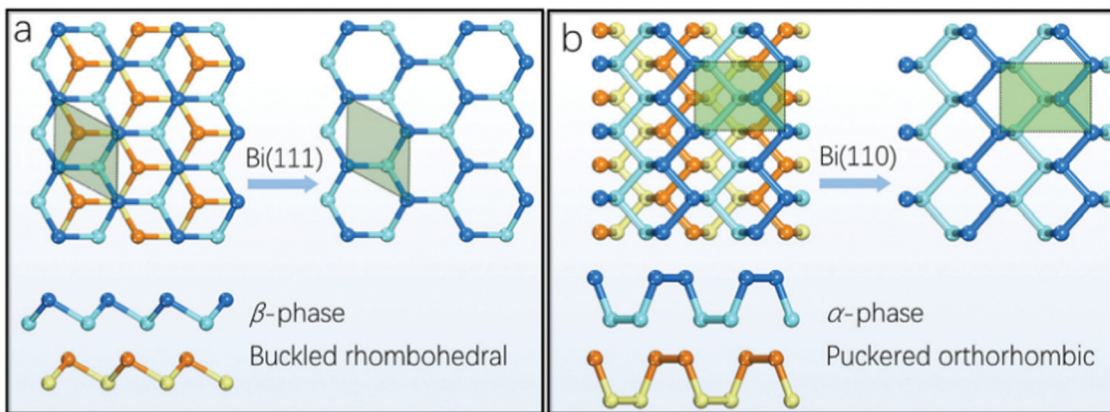 a
Bi(111)
β-phase
Buckled rhombohedral
b
Bi(110)
α-phase
Puckered orthorhombic